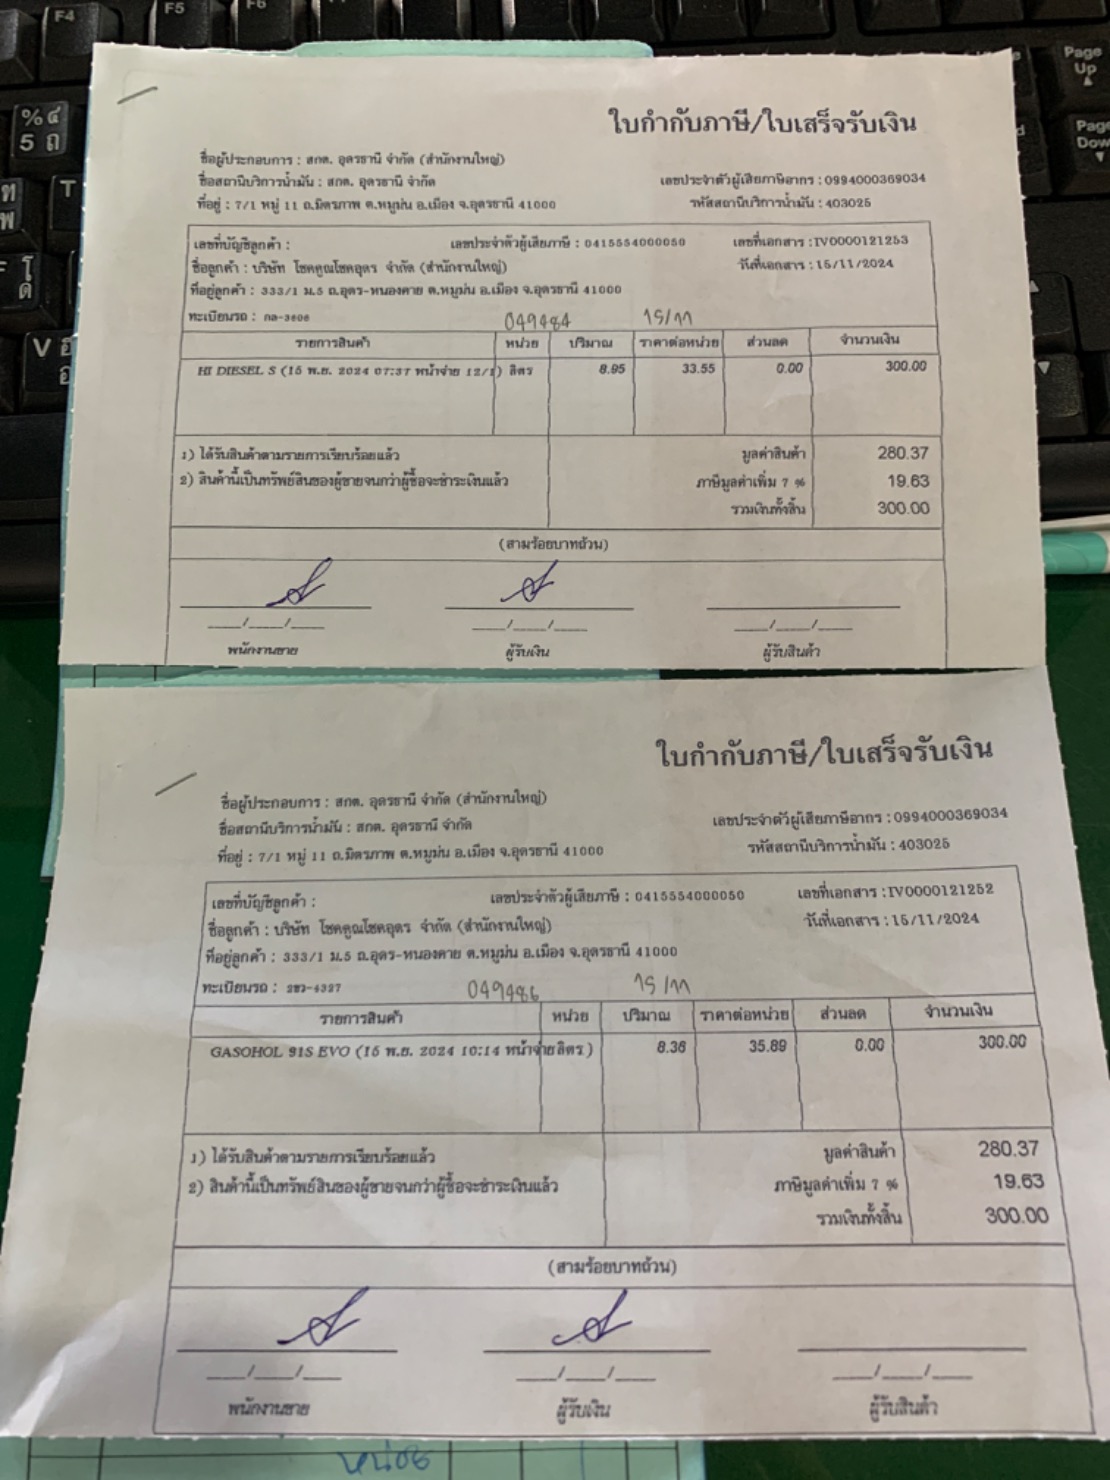 F4 F5 F6
Page Up
%๔
5 ถ
Page Down
T
V
ใบกำกับภาษี/ใบเสร็จรับเงิน
ชื่อผู้ประกอบการ : สกต. อุดรธานี จำกัด (สำนักงานใหญ่)
ชื่อสถานีบริการน้ำมัน : สกต. อุดรธานี จำกัด
เลขประจำตัวผู้เสียภาษีอากร : 0994000369034
ที่อยู่ : 7/1 หมู่ 11 ถ.มิตรภาพ ต.หมูม่น อ.เมือง จ.อุดรธานี 41000
รหัสสถานีบริการน้ำมัน : 403025
เลขที่บัญชีลูกค้า : เลขประจำตัวผู้เสียภาษี : 0415554000050 เลขที่เอกสาร : IV0000121253
ชื่อลูกค้า : บริษัท โชคคูณโชคอุดร จำกัด (สำนักงานใหญ่) วันที่เอกสาร : 15/11/2024
ที่อยู่ลูกค้า : 333/1 ม.5 ถ.อุดร-หนองคาย ต.หมูม่น อ.เมือง จ.อุดรธานี 41000
ทะเบียนรถ : กล-3606 049484 15/11
รายการสินค้า หน่วย ปริมาณ ราคาต่อหน่วย ส่วนลด จำนวนเงิน
HI DIESEL S (15 พ.ย. 2024 07:37 หน้าจ่าย 12/1) ลิตร 8.95 33.55 0.00 300.00
1) ได้รับสินค้าตามรายการเรียบร้อยแล้ว มูลค่าสินค้า 280.37
2) สินค้านี้เป็นทรัพย์สินของผู้ขายจนกว่าผู้ซื้อจะชำระเงินแล้ว ภาษีมูลค่าเพิ่ม 7 % 19.63
รวมเงินทั้งสิ้น 300.00
(สามร้อยบาทถ้วน)
___/___/___ ___/___/___ ___/___/___
พนักงานขาย ผู้รับเงิน ผู้รับสินค้า
ใบกำกับภาษี/ใบเสร็จรับเงิน
ชื่อผู้ประกอบการ : สกต. อุดรธานี จำกัด (สำนักงานใหญ่)
ชื่อสถานีบริการน้ำมัน : สกต. อุดรธานี จำกัด
เลขประจำตัวผู้เสียภาษีอากร : 0994000369034
ที่อยู่ : 7/1 หมู่ 11 ถ.มิตรภาพ ต.หมูม่น อ.เมือง จ.อุดรธานี 41000
รหัสสถานีบริการน้ำมัน : 403025
เลขที่บัญชีลูกค้า : เลขประจำตัวผู้เสียภาษี : 0415554000050 เลขที่เอกสาร : IV0000121252
ชื่อลูกค้า : บริษัท โชคคูณโชคอุดร จำกัด (สำนักงานใหญ่) วันที่เอกสาร : 15/11/2024
ที่อยู่ลูกค้า : 333/1 ม.5 ถ.อุดร-หนองคาย ต.หมูม่น อ.เมือง จ.อุดรธานี 41000
ทะเบียนรถ : 2ขว-4327 049486 15/11
รายการสินค้า หน่วย ปริมาณ ราคาต่อหน่วย ส่วนลด จำนวนเงิน
GASOHOL 91S EVO (15 พ.ย. 2024 10:14 หน้าจ่าย ลิตร ) 8.36 35.89 0.00 300.00
1) ได้รับสินค้าตามรายการเรียบร้อยแล้ว มูลค่าสินค้า 280.37
2) สินค้านี้เป็นทรัพย์สินของผู้ขายจนกว่าผู้ซื้อจะชำระเงินแล้ว ภาษีมูลค่าเพิ่ม 7 % 19.63
รวมเงินทั้งสิ้น 300.00
(สามร้อยบาทถ้วน)
___/___/___ ___/___/___ ___/___/___
พนักงานขาย ผู้รับเงิน ผู้รับสินค้า